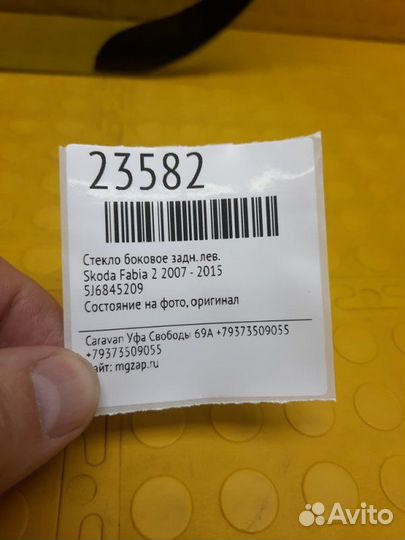 23582
Стекло боковое задн. лев.
Skoda Fabia 2 2007 - 2015
5J6845209
Состояние на фото, оригинал
Caravan Уфа Свободы 69А +79373509055
+79373509055
айт: mgzap.ru
Avito